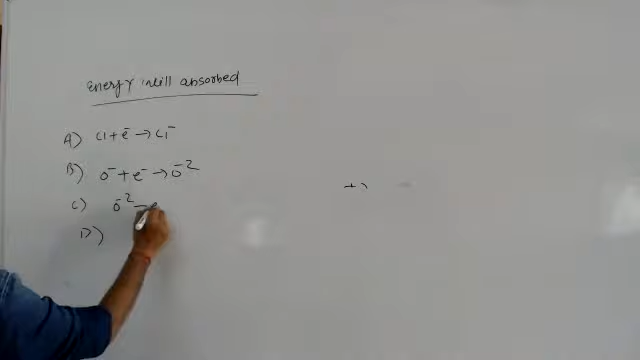 Energy will absorbed
A) Cl + e⁻ → Cl⁻
B) O⁻ + e⁻ → O⁻²
C) O⁻² – e
D)